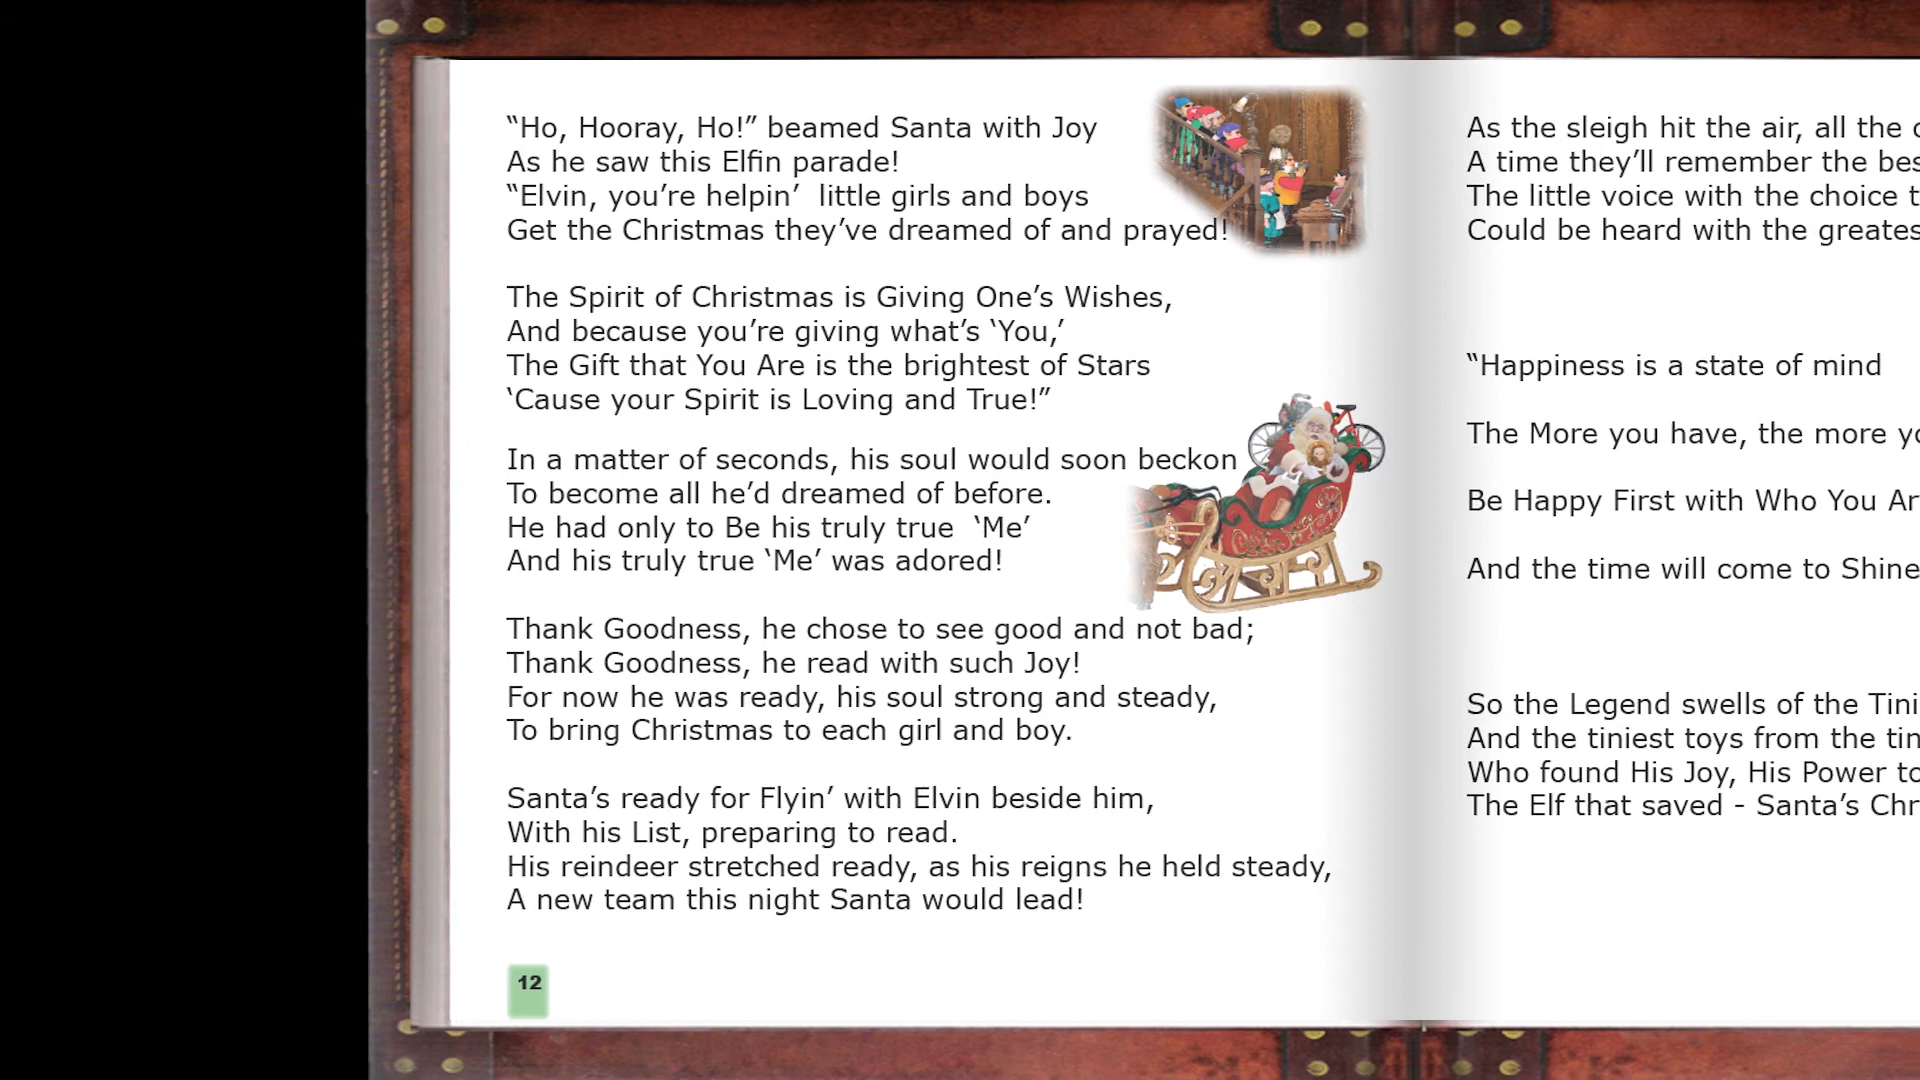 “Ho, Hooray, Ho!” beamed Santa with Joy
As he saw this Elfin parade!
“Elvin, you’re helpin’  little girls and boys
Get the Christmas they’ve dreamed of and prayed!
The Spirit of Christmas is Giving One’s Wishes,
And because you’re giving what’s ‘You,’
The Gift that You Are is the brightest of Stars
‘Cause your Spirit is Loving and True!”
In a matter of seconds, his soul would soon beckon
To become all he’d dreamed of before.
He had only to Be his truly true  ‘Me’
And his truly true ‘Me’ was adored!
Thank Goodness, he chose to see good and not bad;
Thank Goodness, he read with such Joy!
For now he was ready, his soul strong and steady,
To bring Christmas to each girl and boy.
Santa’s ready for Flyin’ with Elvin beside him,
With his List, preparing to read.
His reindeer stretched ready, as his reigns he held steady,
A new team this night Santa would lead!
12
As the sleigh hit the air, all the
A time they’ll remember the
The little voice with the choice
Could be heard with the
“Happiness is a state of mind
The More you have, the more
Be Happy First with Who You
And the time will come to Shine
So the Legend swells of the
And the tiniest toys from the
Who found His Joy, His Power
The Elf that saved - Santa’s